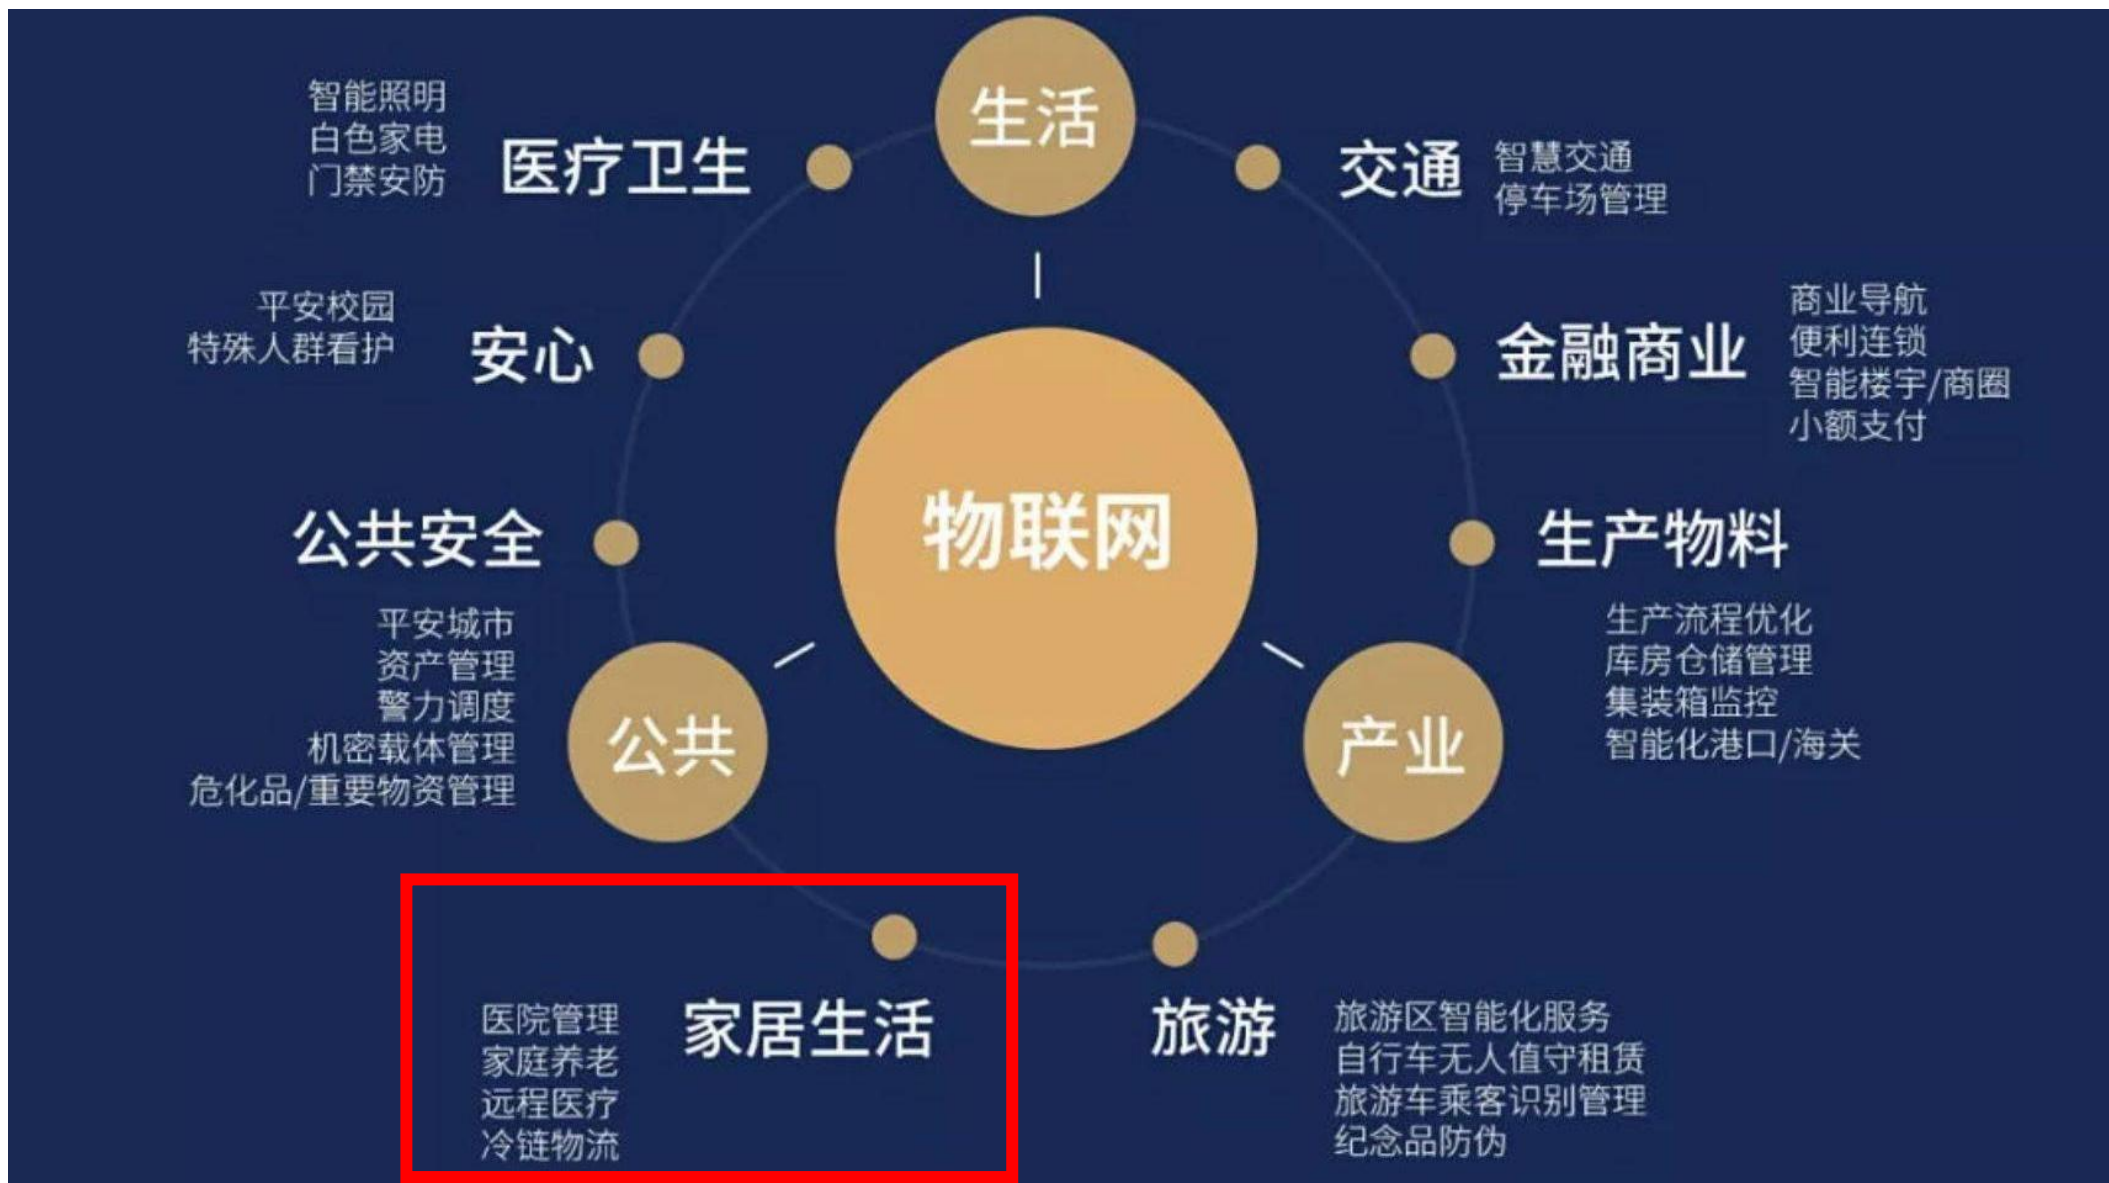 生活
智能照明
白色家电
门禁安防
医疗卫生
交通
智慧交通
停车场管理
平安校园
特殊人群看护
安心
金融商业
商业导航
便利连锁
智能楼宇/商圈
小额支付
物联网
公共安全
平安城市
资产管理
警力调度
机密载体管理
危化品/重要物资管理
生产物料
生产流程优化
库房仓储管理
集装箱监控
智能化港口/海关
公共
产业
医院管理
家庭养老
远程医疗
冷链物流
家居生活
旅游
旅游区智能化服务
自行车无人值守租赁
旅游车乘客识别管理
纪念品防伪